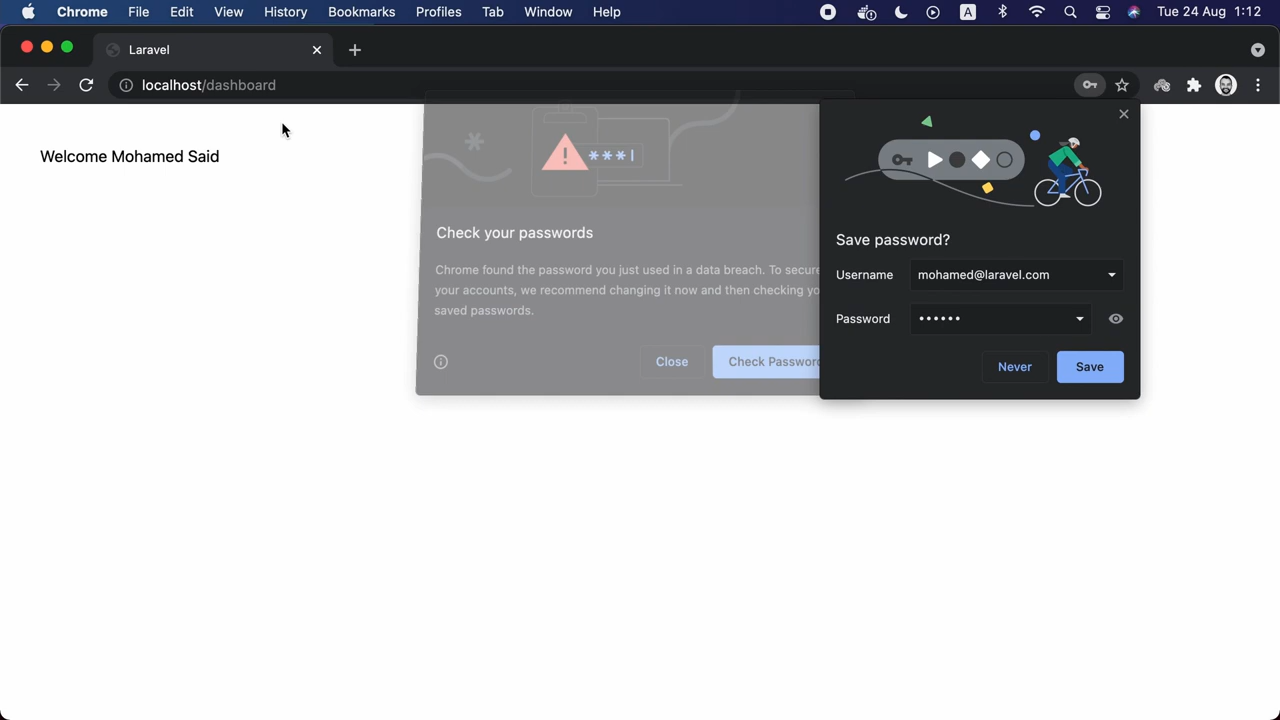 Chrome File Edit View History Bookmarks Profiles Tab Window Help A Tue 24 Aug 1:12
Laravel
localhost/dashboard
Welcome Mohamed Said
***|
Check your passwords
Chrome found the password you just used in a data breach. To secure
your accounts, we recommend changing it now and then checking
saved passwords.
Close Check
Save password?
Username mohamed@laravel.com
Password ••••••
Never Save